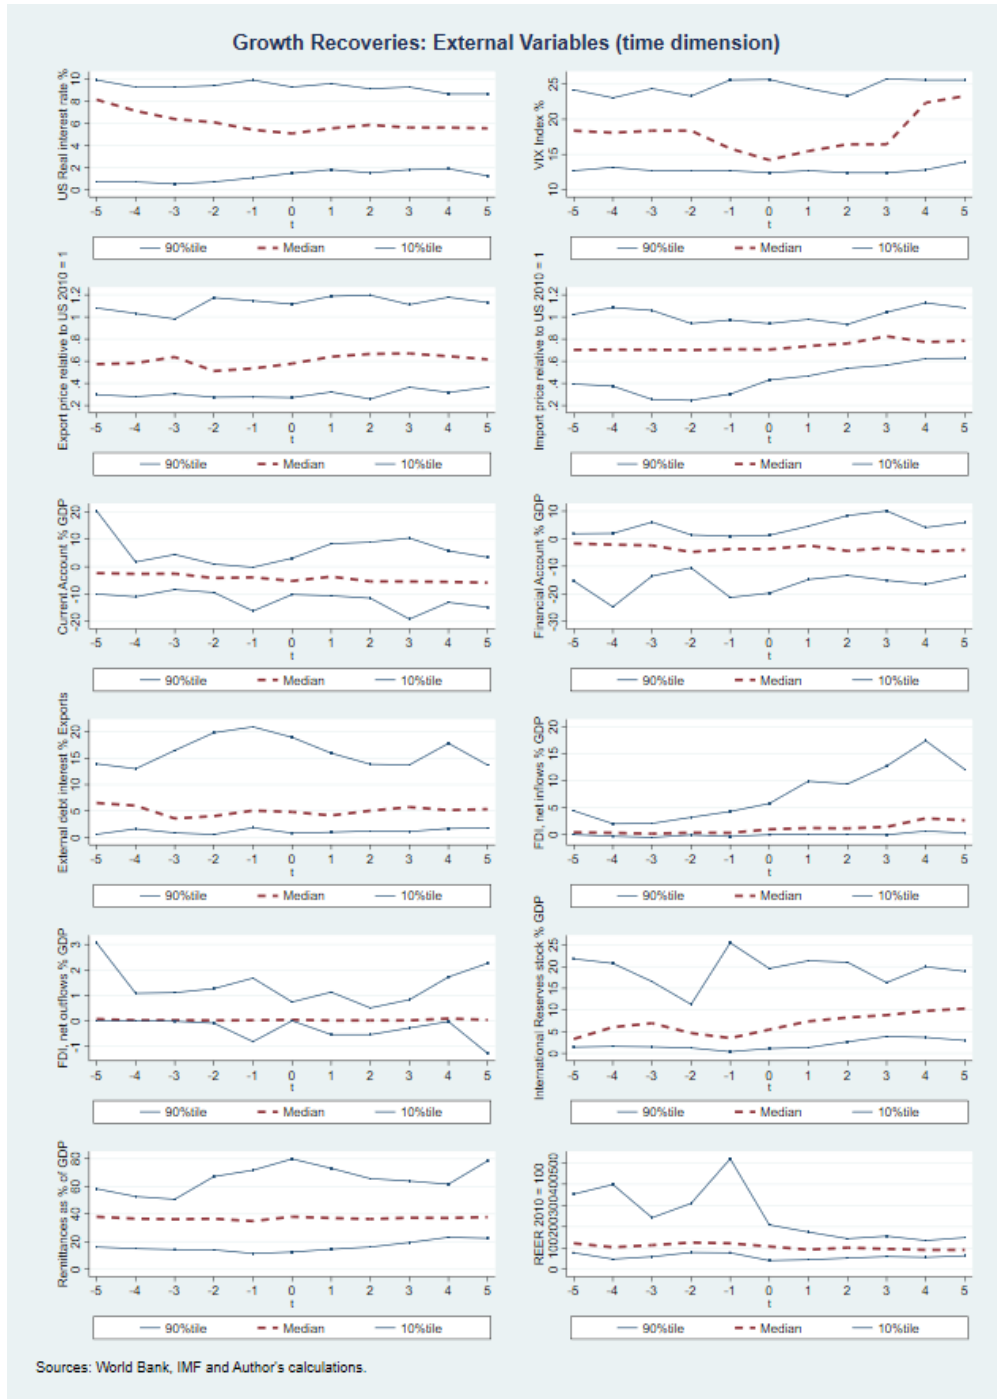 Growth Recoveries: External Variables (time dimension)
US Real interest rate %
0 2 4 6 8 10
-5 -4 -3 -2 -1 0 1 2 3 4 5
t
90%tile Median 10%tile
VIX Index %
10 15 20 25
-5 -4 -3 -2 -1 0 1 2 3 4 5
t
90%tile Median 10%tile
Export price relative to US 2010 = 1
.2 .4 .6 .8 1 1.2
-5 -4 -3 -2 -1 0 1 2 3 4 5
t
90%tile Median 10%tile
Import price relative to US 2010 = 1
.2 .4 .6 .8 1 1.2
-5 -4 -3 -2 -1 0 1 2 3 4 5
t
90%tile Median 10%tile
Current Account % GDP
-20 -10 0 10 20
-5 -4 -3 -2 -1 0 1 2 3 4 5
t
90%tile Median 10%tile
Financial Account % GDP
-30 -20 -10 0 10
-5 -4 -3 -2 -1 0 1 2 3 4 5
t
90%tile Median 10%tile
External debt interest % Exports
0 5 10 15 20
-5 -4 -3 -2 -1 0 1 2 3 4 5
t
90%tile Median 10%tile
FDI, net inflows % GDP
0 5 10 15 20
-5 -4 -3 -2 -1 0 1 2 3 4 5
t
90%tile Median 10%tile
FDI, net outflows % GDP
-1 0 1 2 3
-5 -4 -3 -2 -1 0 1 2 3 4 5
t
90%tile Median 10%tile
International Reserves stock % GDP
0 5 10 15 20 25
-5 -4 -3 -2 -1 0 1 2 3 4 5
t
90%tile Median 10%tile
Remittances as % of GDP
0 20 40 60 80
-5 -4 -3 -2 -1 0 1 2 3 4 5
t
90%tile Median 10%tile
REER 2010 = 100
0 100200300400500
-5 -4 -3 -2 -1 0 1 2 3 4 5
t
90%tile Median 10%tile
Sources: World Bank, IMF and Author's calculations.